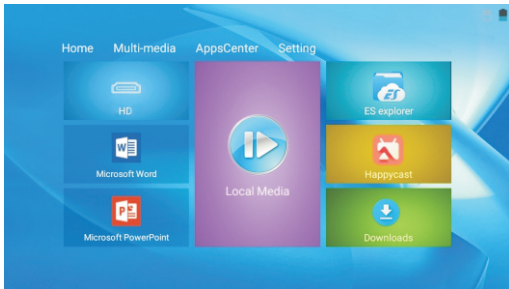 Home Multi-media AppsCenter Setting
HD
ES explorer
Microsoft Word
Local Media
Happycast
Microsoft PowerPoint
Downloads